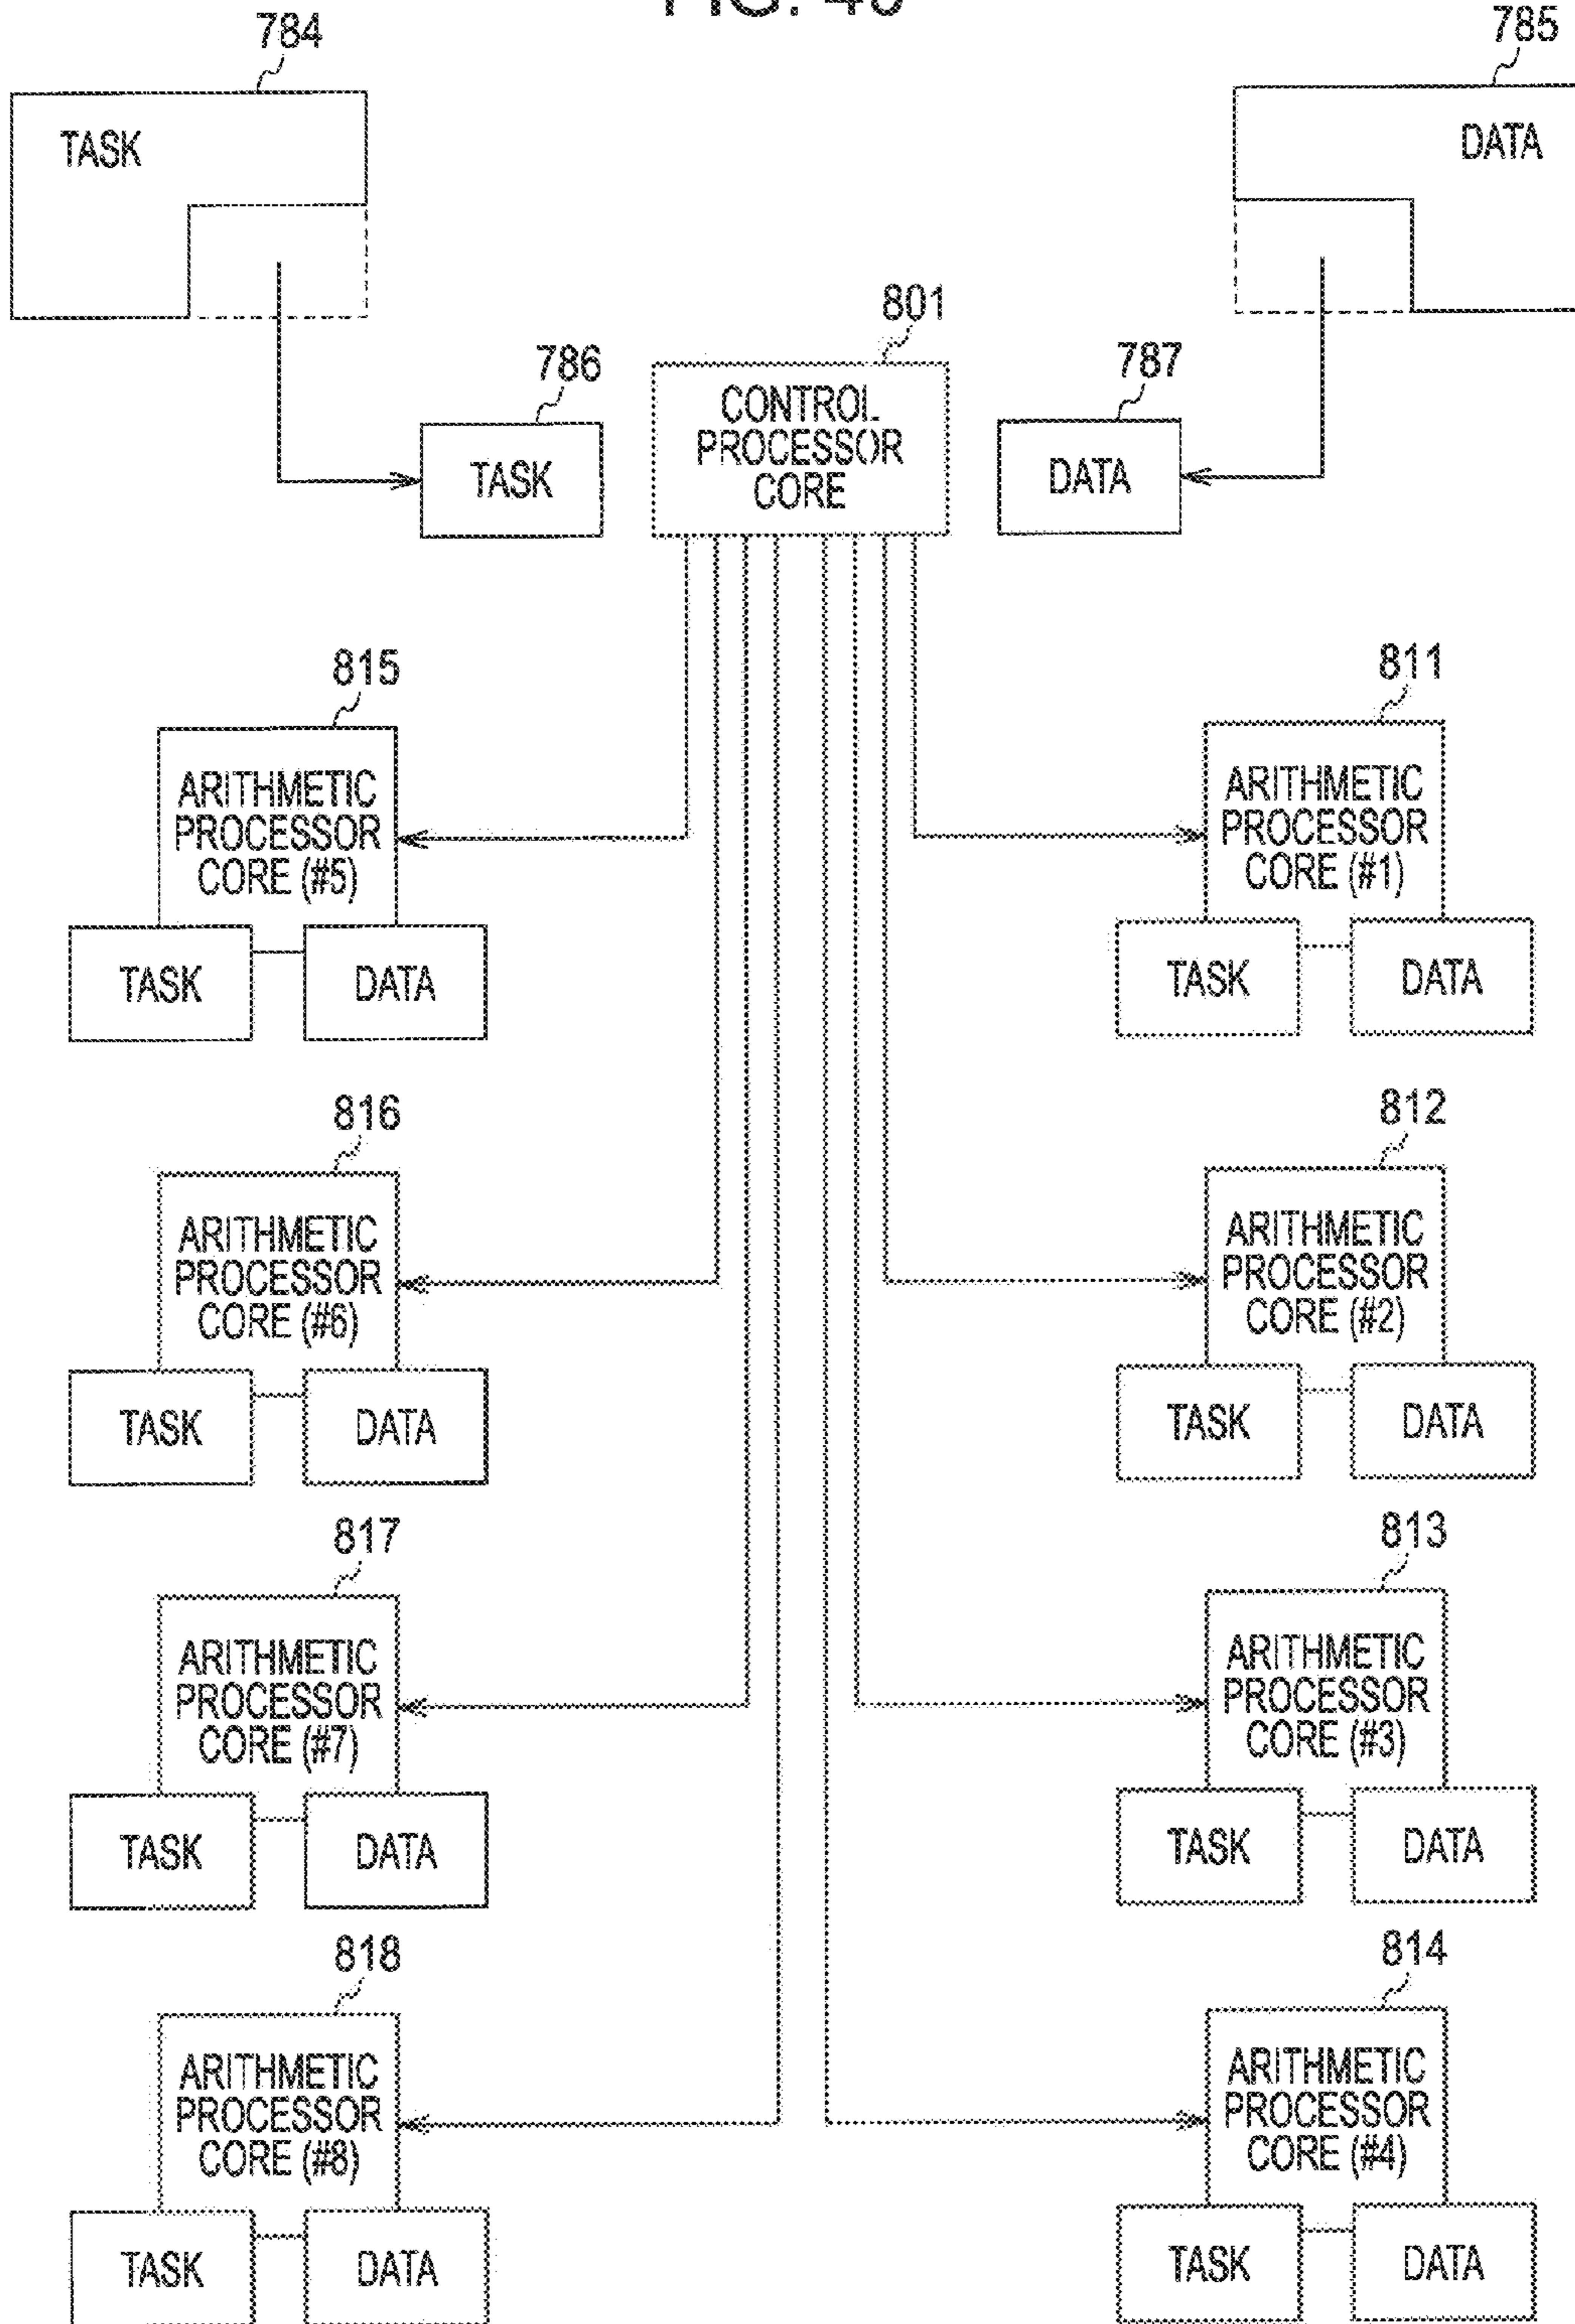 784
785
TASK
DATA
801
786
787
CONTROL
PROCESSOR
CORE
TASK
DATA
815
811
ARITHMETIC
PROCESSOR
CORE (#5)
ARITHMETIC
PROCESSOR
CORE (#1)
TASK
DATA
TASK
DATA
816
812
ARITHMETIC
PROCESSOR
CORE (#6)
ARITHMETIC
PROCESSOR
CORE (#2)
TASK
DATA
TASK
DATA
817
813
ARITHMETIC
PROCESSOR
CORE (#7)
ARITHMETIC
PROCESSOR
CORE (#3)
TASK
DATA
TASK
DATA
818
814
ARITHMETIC
PROCESSOR
CORE (#8)
ARITHMETIC
PROCESSOR
CORE (#4)
TASK
DATA
TASK
DATA